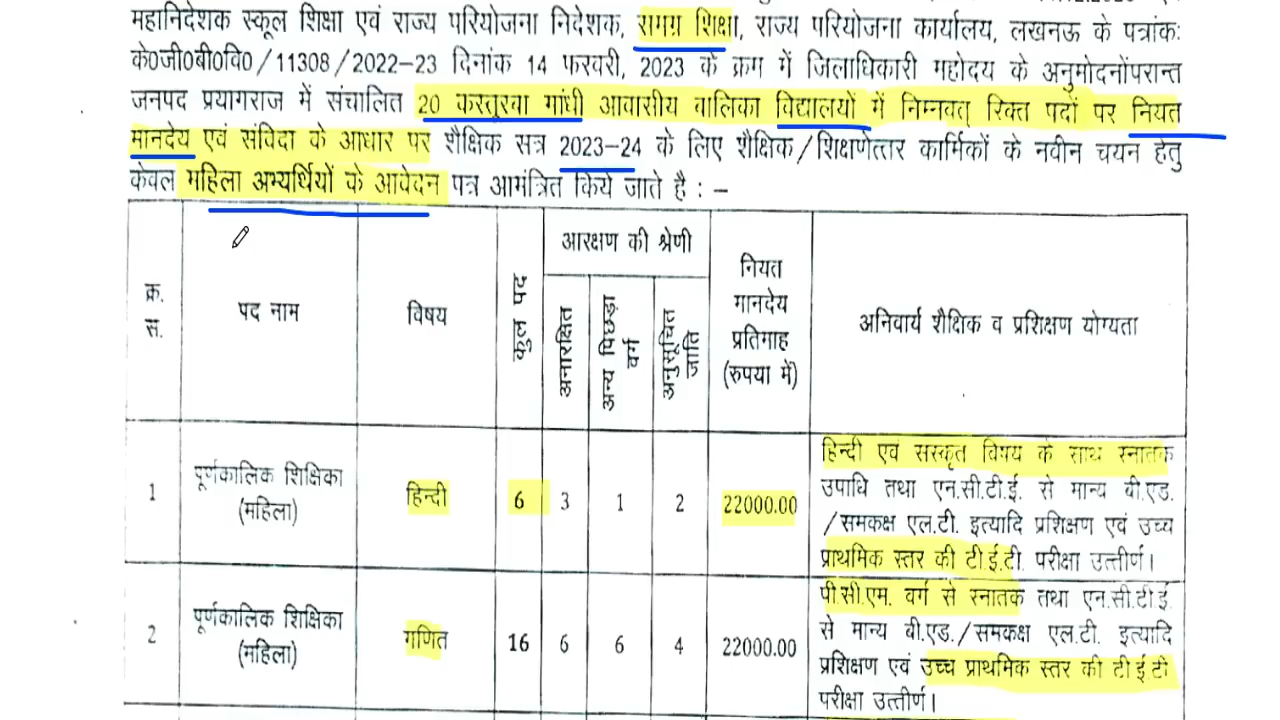 महानिदेशक स्कूल शिक्षा एवं राज्य परियोजना निदेशक, समग्र शिक्षा, राज्य परियोजना कार्यालय, लखनऊ के पत्रांकः
के0जी0बी0वि0/11308/2022-23 दिनांक 14 फरवरी, 2023 के क्रम में जिलाधिकारी महोदय के अनुमोदनोंपरान्त
जनपद प्रयागराज में संचालित 20 कस्तूरबा गांधी आवासीय बालिका विद्यालयों में निम्नवत् रिक्त पदों पर नियत
मानदेय एवं संविदा के आधार पर शैक्षिक सत्र 2023-24 के लिए शैक्षिक/शिक्षणेत्तर कार्मिकों के नवीन चयन हेतु
केवल महिला अभ्यर्थियों के आवेदन पत्र आमंत्रित किये जाते है : –
क्र. स.
पद नाम
विषय
कुल पद
आरक्षण की श्रेणी
अनारक्षित
अन्य पिछड़ा वर्ग
अनुसूचित जाति
नियत
मानदेय
प्रतिमाह
(रुपया में)
अनिवार्य शैक्षिक व प्रशिक्षण योग्यता
1
पूर्णकालिक शिक्षिका
(महिला)
हिन्दी
6
3
1
2
22000.00
हिन्दी एवं संस्कृत विषय के साथ स्नातक
उपाधि तथा एन.सी.टी.ई. से मान्य बी.एड.
/समकक्ष एल.टी. इत्यादि प्रशिक्षण एवं उच्च
प्राथमिक स्तर की टी.ई.टी. परीक्षा उत्तीर्ण।
2
पूर्णकालिक शिक्षिका
(महिला)
गणित
16
6
6
4
22000.00
पी.सी.एम. वर्ग से स्नातक तथा एन.सी.टी.ई.
से मान्य बी.एड./समकक्ष एल.टी. इत्यादि
प्रशिक्षण एवं उच्च प्राथमिक स्तर की टी.ई.टी
परीक्षा उत्तीर्ण।